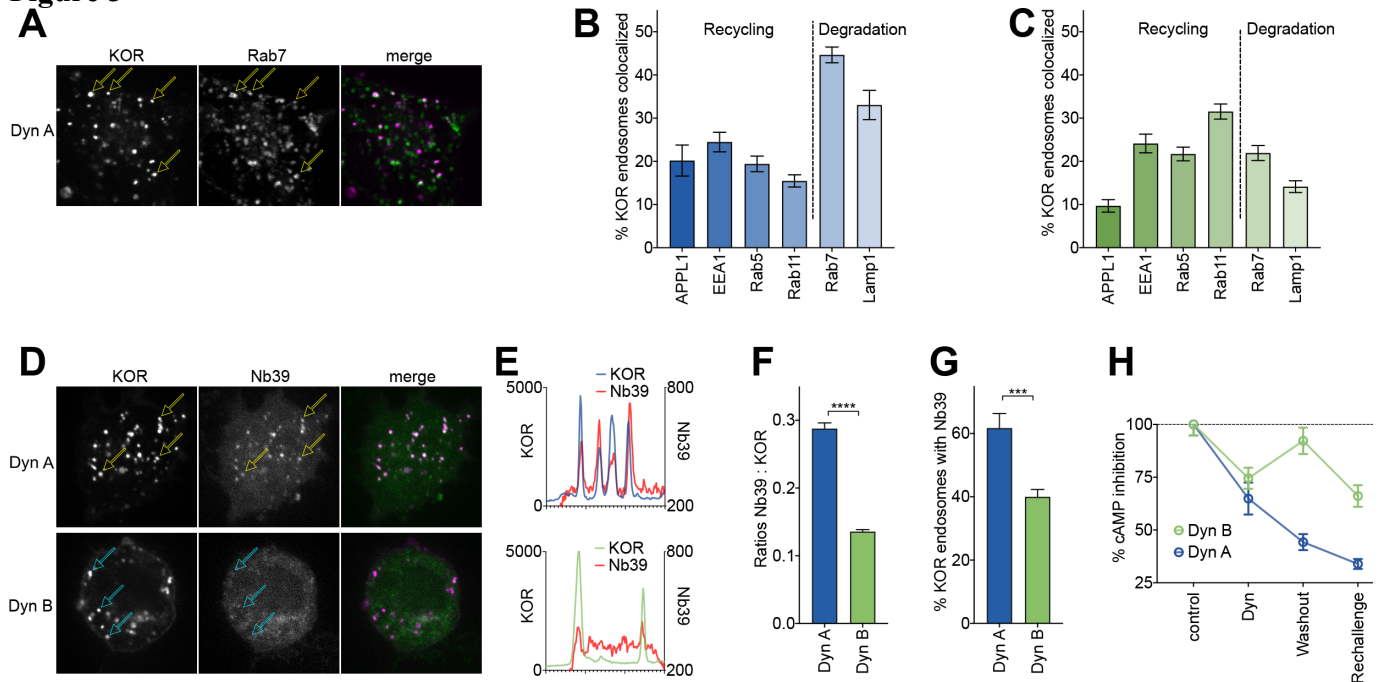 A
KOR
Rab7
merge
Dyn A
B
% KOR endosomes colocalized
50
40
30
20
10
0
Recycling
Degradation
APPL1
EEA1
Rab5
Rab11
Rab7
Lamp1
C
% KOR endosomes colocalized
50
40
30
20
10
0
Recycling
Degradation
APPL1
EEA1
Rab5
Rab11
Rab7
Lamp1
D
KOR
Nb39
merge
Dyn A
Dyn B
E
5000
KOR
0
KOR
Nb39
800
Nb39
200
5000
KOR
0
KOR
Nb39
800
Nb39
200
F
Ratios Nb39 : KOR
0.3
0.2
0.1
0.0
****
Dyn A
Dyn B
G
% KOR endosomes with Nb39
60
40
20
0
***
Dyn A
Dyn B
H
% cAMP inhibition
100
75
50
25
Dyn B
Dyn A
control
Dyn
Washout
Rechallenge